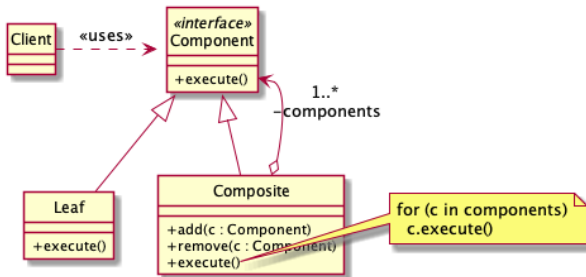 Client
«uses»
«interface»
Component
+execute()
1..*
-components
Leaf
+execute()
Composite
+add(c : Component)
+remove(c : Component)
+execute()
for (c in components)
c.execute()